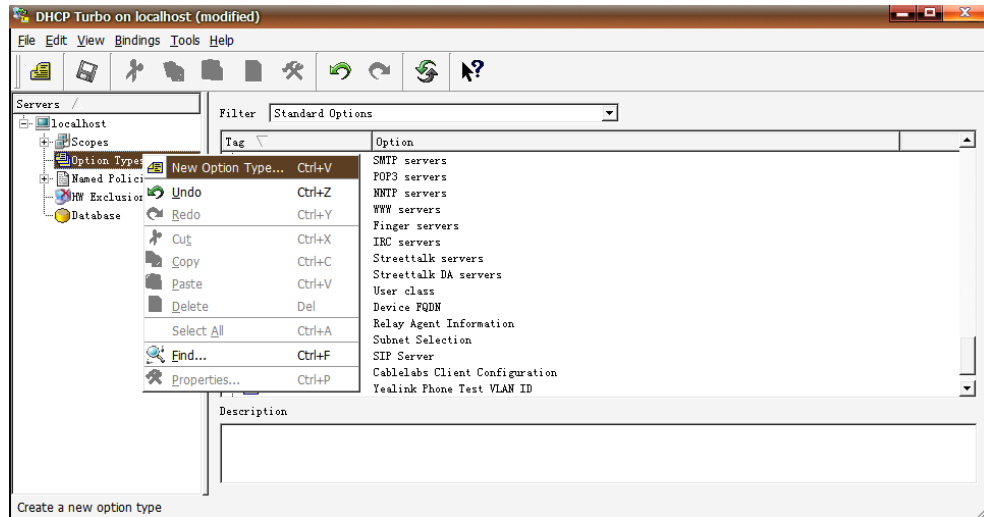 DHCP Turbo on localhost (modified)
File Edit View Bindings Tools Help
Servers
localhost
Scopes
Option Types
Named Polici
HW Exclusion
Database
Filter Standard Options
Tag Option
SMTP servers
POP3 servers
NNTP servers
WWW servers
Finger servers
IRC servers
Streettalk servers
Streettalk DA servers
User class
Device FQDN
Relay Agent Information
Subnet Selection
SIP Server
Cablelabs Client Configuration
Yealink Phone Test VLAN ID
New Option Type... Ctrl+V
Undo Ctrl+Z
Redo Ctrl+Y
Cut Ctrl+X
Copy Ctrl+C
Paste Ctrl+V
Delete Del
Select All Ctrl+A
Find... Ctrl+F
Properties... Ctrl+P
Description
Create a new option type